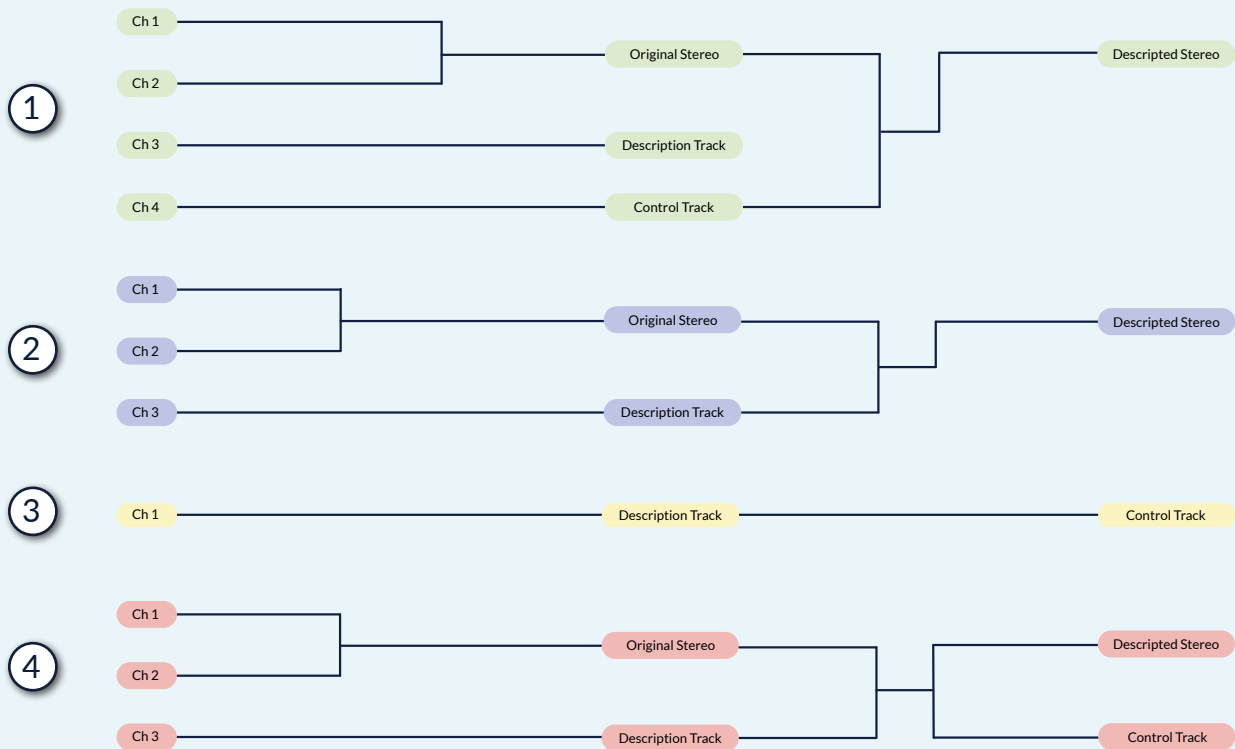 1
Ch 1
Ch 2
Ch 3
Ch 4
Original Stereo
Description Track
Control Track
Descripted Stereo
2
Ch 1
Ch 2
Ch 3
Original Stereo
Description Track
Descripted Stereo
3
Ch 1
Description Track
Control Track
4
Ch 1
Ch 2
Ch 3
Original Stereo
Description Track
Descripted Stereo
Control Track